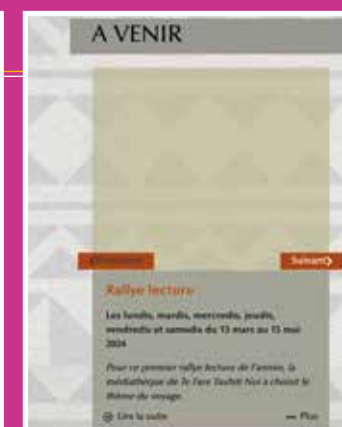 A VENIR
Suivant
Rallye lecture
Les lundis, mardis, mercredis, jeudis,
vendredis et samedis du 13 mars au 15 mai
2024
Pour ce premier rallye lecture de l'année, la
médiathèque de Te Fare Tauhiti Nui a choisi le
thème du voyage.
Lire la suite
Plus